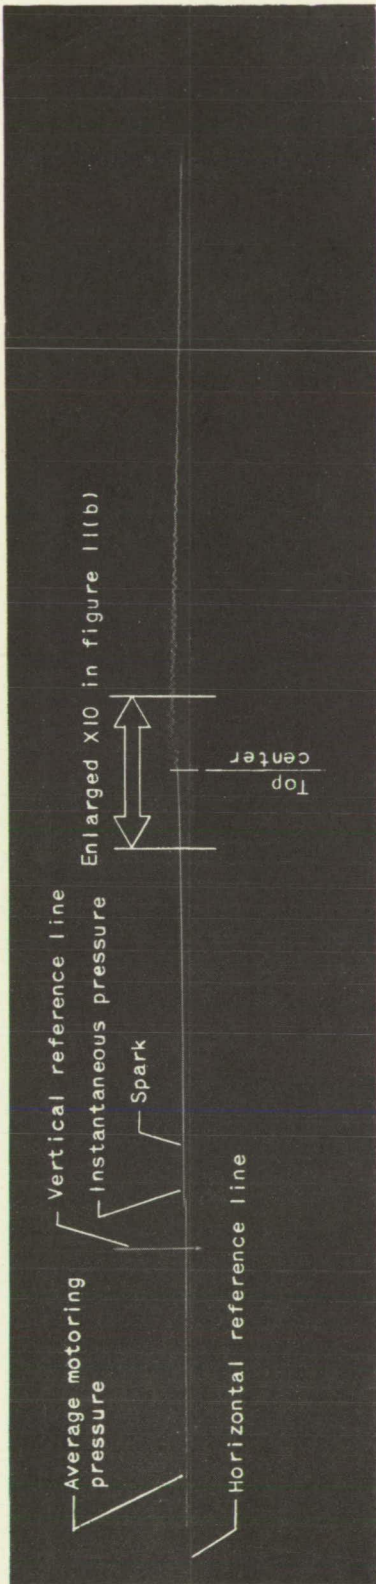 Average motoring
pressure
Vertical reference line
Instantaneous pressure
Spark
Horizontal reference line
Enlarged X10 in figure 11(b)
Top
center